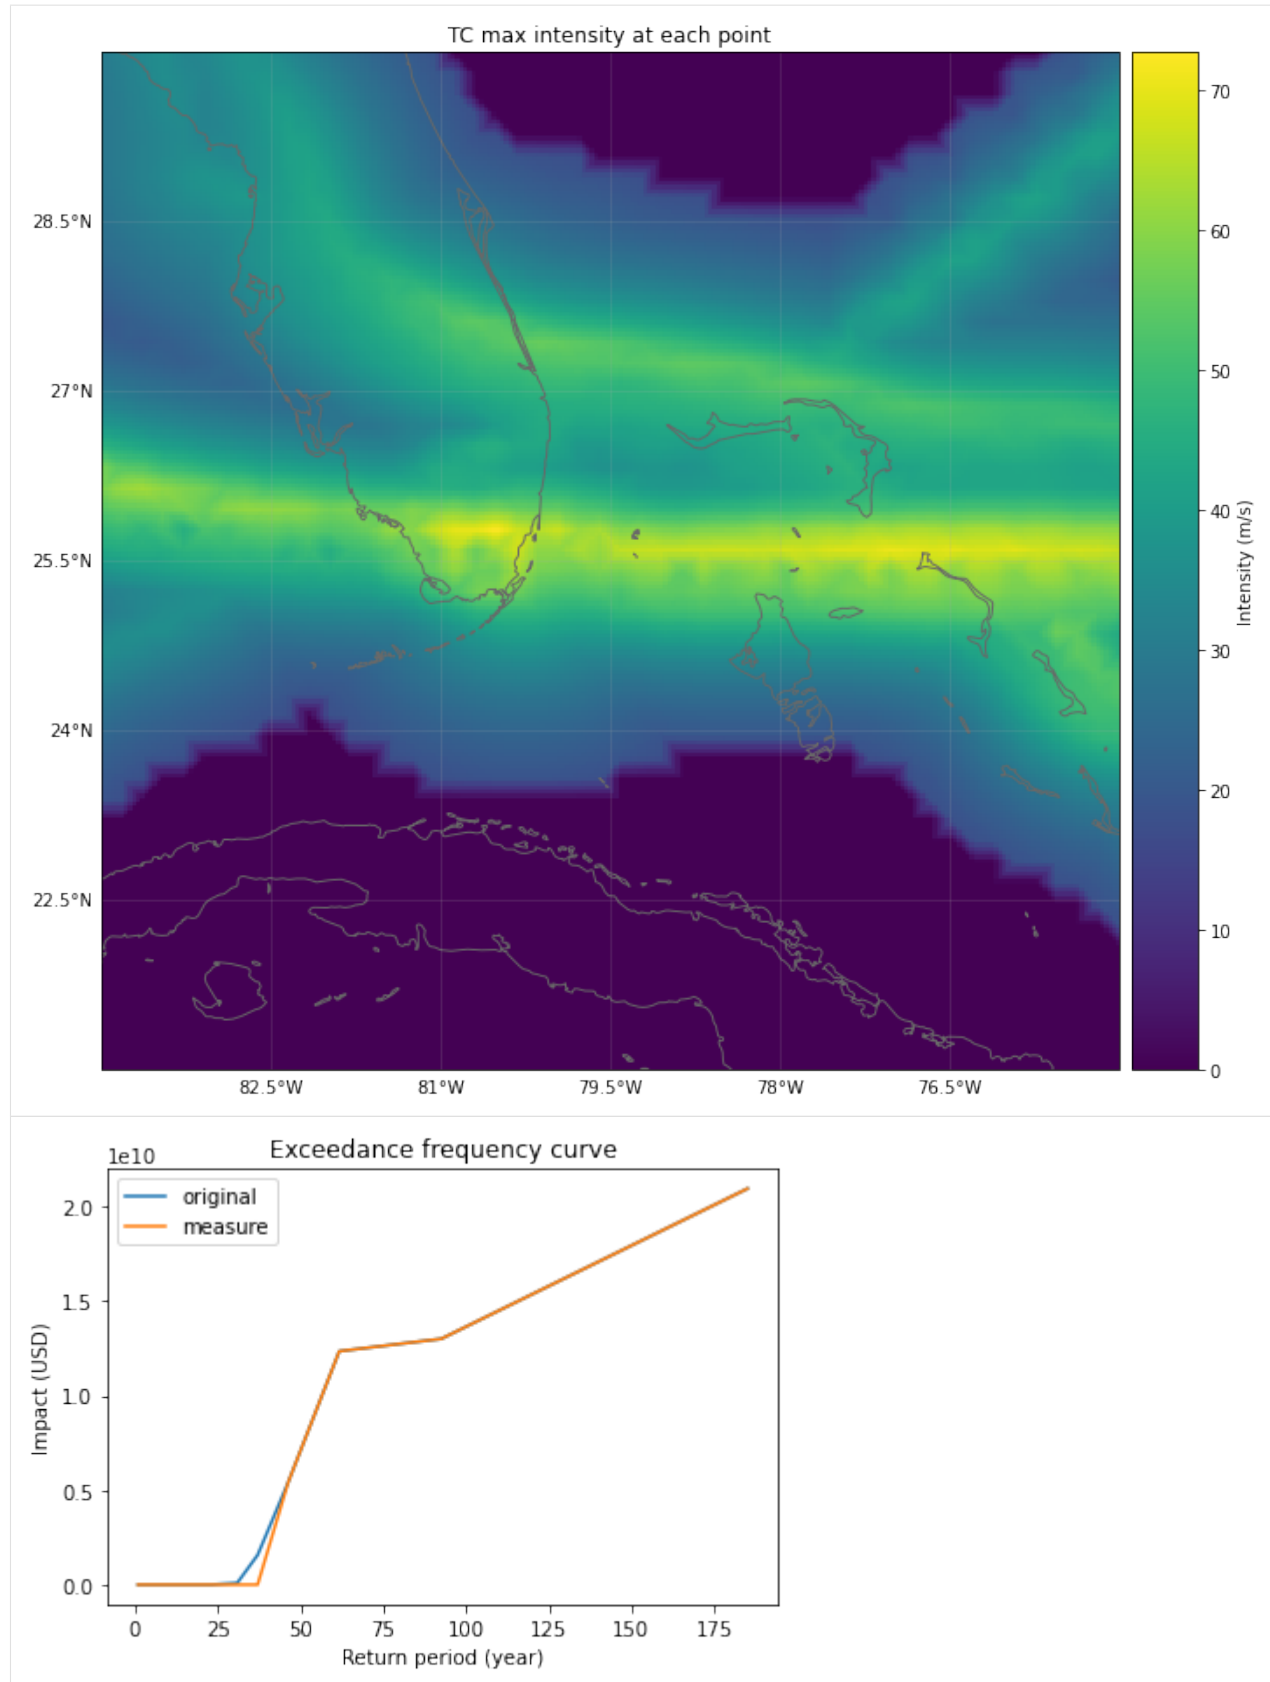 TC max intensity at each point
28.5°N
27°N
25.5°N
24°N
22.5°N
82.5°W
81°W
79.5°W
78°W
76.5°W
70
60
50
40
30
20
10
0
Intensity (m/s)
Exceedance frequency curve
1e10
original
measure
2.0
1.5
1.0
0.5
0.0
Impact (USD)
0
25
50
75
100
125
150
175
Return period (year)